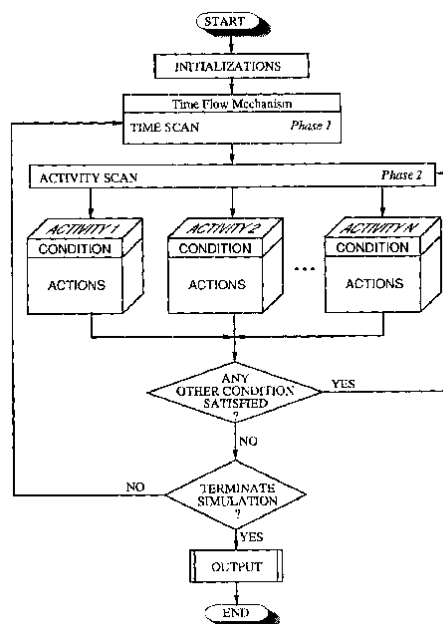 START
INITIALIZATIONS
Time Flow Mechanism
TIME SCAN Phase 1
ACTIVITY SCAN Phase 2
ACTIVITY 1
CONDITION
ACTIONS
ACTIVITY 2
CONDITION
ACTIONS
...
ACTIVITY N
CONDITION
ACTIONS
ANY
OTHER CONDITION
SATISFIED
?
YES
NO
TERMINATE
SIMULATION
?
NO
YES
OUTPUT
END